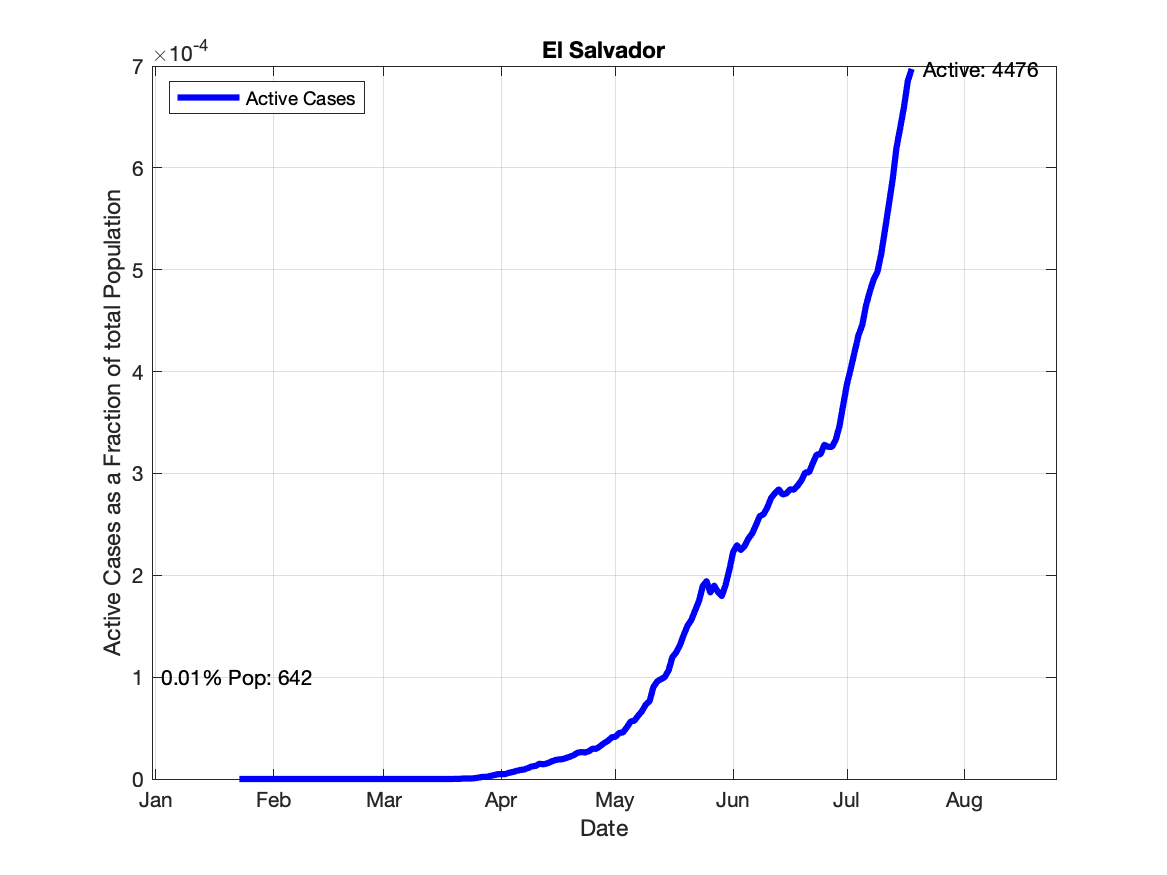 El Salvador
×10-4
Active: 4476
Active Cases
7
6
5
4
3
2
1
0
0.01% Pop: 642
Active Cases as a Fraction of total Population
Jan Feb Mar Apr May Jun Jul Aug
Date